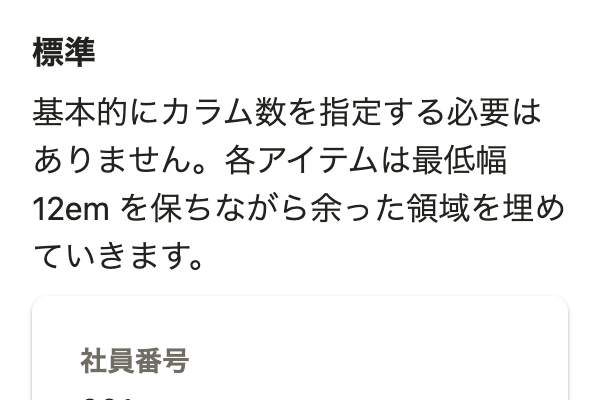 標準
基本的にカラム数を指定する必要は
ありません。各アイテムは最低幅
12em を保ちながら余った領域を埋め
ていきます。
社員番号